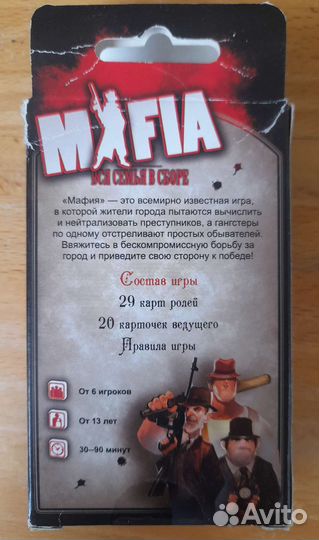 MAFIA
ВСЯ СЕМЬЯ В СБОРЕ
«Мафия» — это всемирно известная игра,
в которой жители города пытаются вычислить
и нейтрализовать преступников, а гангстеры
по одному отстреливают простых обывателей.
Ввяжитесь в бескомпромиссную борьбу за
город и приведите свою сторону к победе!
Состав игры
29 карт ролей
20 карточек ведущего
Правила игры
От 6 игроков
От 13 лет
30–90 минут
Avito